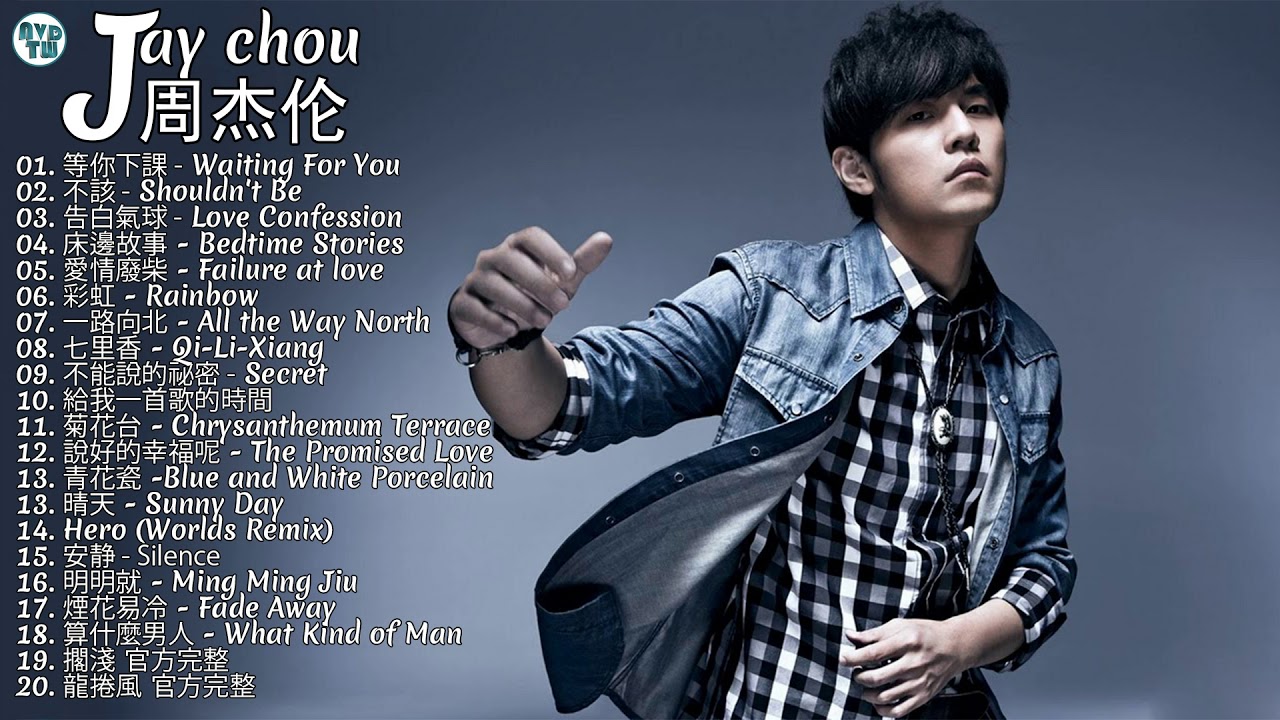 AYP
TW
Jay chou
周杰伦
01. 等你下課 - Waiting For You
02. 不該 - Shouldn't Be
03. 告白氣球 - Love Confession
04. 床邊故事 - Bedtime Stories
05. 愛情廢柴 - Failure at love
06. 彩虹 - Rainbow
07. 一路向北 - All the Way North
08. 七里香 - Qi-Li-Xiang
09. 不能說的祕密 - Secret
10. 給我一首歌的時間
11. 菊花台 - Chrysanthemum Terrace
12. 說好的幸福呢 - The Promised Love
13. 青花瓷 -Blue and White Porcelain
13. 晴天 - Sunny Day
14. Hero (Worlds Remix)
15. 安静 - Silence
16. 明明就 - Ming Ming Jiu
17. 煙花易冷 - Fade Away
18. 算什麼男人 - What Kind of Man
19. 擱淺 官方完整
20. 龍捲風 官方完整